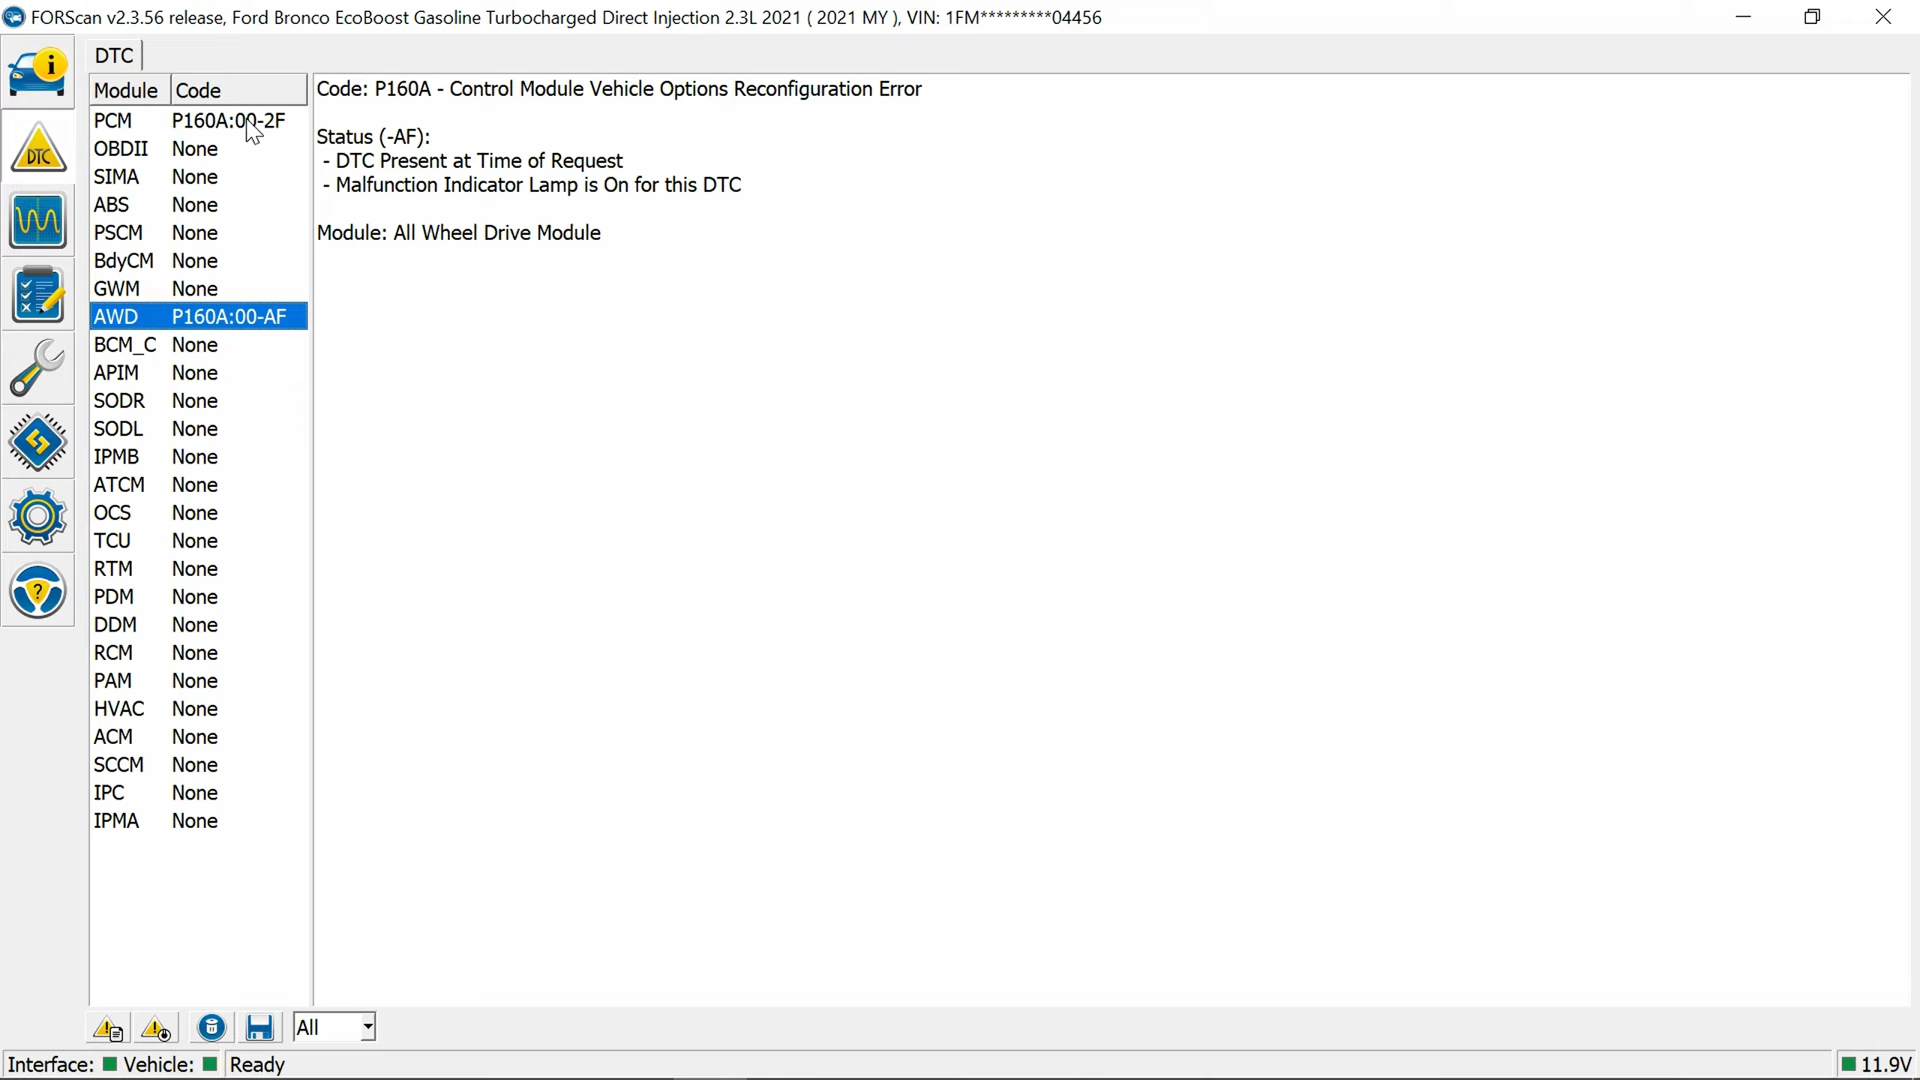 FORScan v2.3.56 release, Ford Bronco EcoBoost Gasoline Turbocharged Direct Injection 2.3L 2021 ( 2021 MY ), VIN: 1FM*********04456
DTC
Module Code
PCM P160A:00-2F
OBDII None
SIMA None
ABS None
PSCM None
BdyCM None
GWM None
AWD P160A:00-AF
BCM_C None
APIM None
SODR None
SODL None
IPMB None
ATCM None
OCS None
TCU None
RTM None
PDM None
DDM None
RCM None
PAM None
HVAC None
ACM None
SCCM None
IPC None
IPMA None
Code: P160A - Control Module Vehicle Options Reconfiguration Error
Status (-AF):
- DTC Present at Time of Request
- Malfunction Indicator Lamp is On for this DTC
Module: All Wheel Drive Module
i
DTC
?
All
Interface: Vehicle: Ready
11.9V